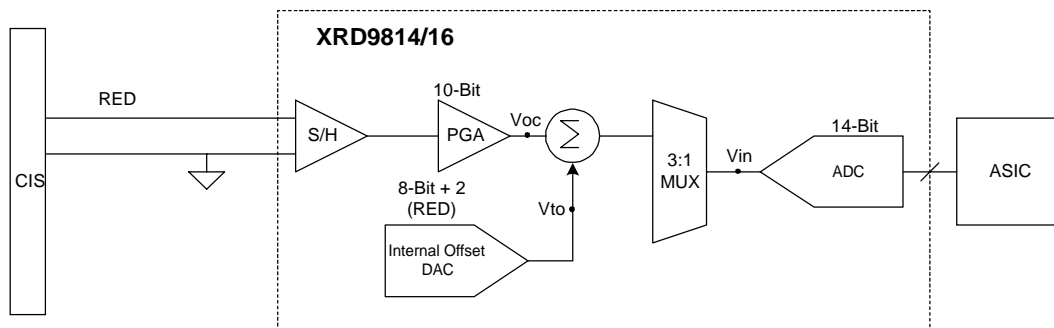 XRD9814/16
RED
10-Bit
S/H
PGA
Voc
Σ
3:1
MUX
Vin
14-Bit
ADC
ASIC
CIS
8-Bit + 2
(RED)
Vto
Internal Offset
DAC